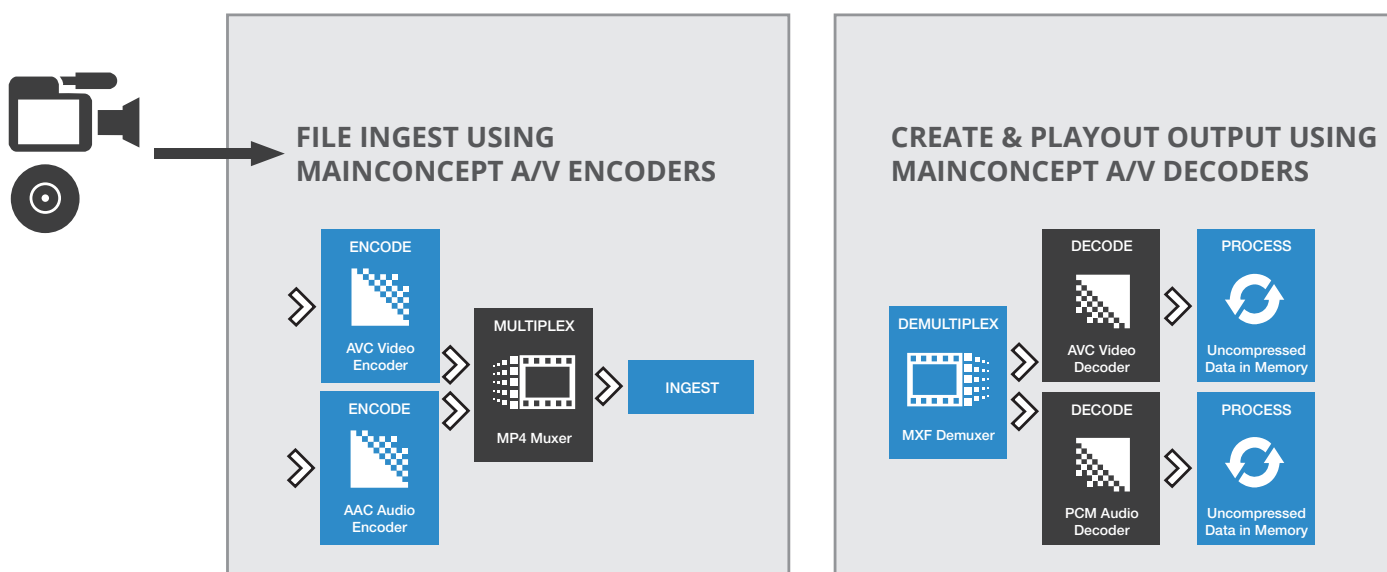 FILE INGEST USING
MAINCONCEPT A/V ENCODERS
ENCODE
AVC Video
Encoder
ENCODE
AAC Audio
Encoder
MULTIPLEX
MP4 Muxer
INGEST
CREATE & PLAYOUT OUTPUT USING
MAINCONCEPT A/V DECODERS
DEMULTIPLEX
MXF Demuxer
DECODE
AVC Video
Decoder
PROCESS
Uncompressed
Data in Memory
DECODE
PCM Audio
Decoder
PROCESS
Uncompressed
Data in Memory